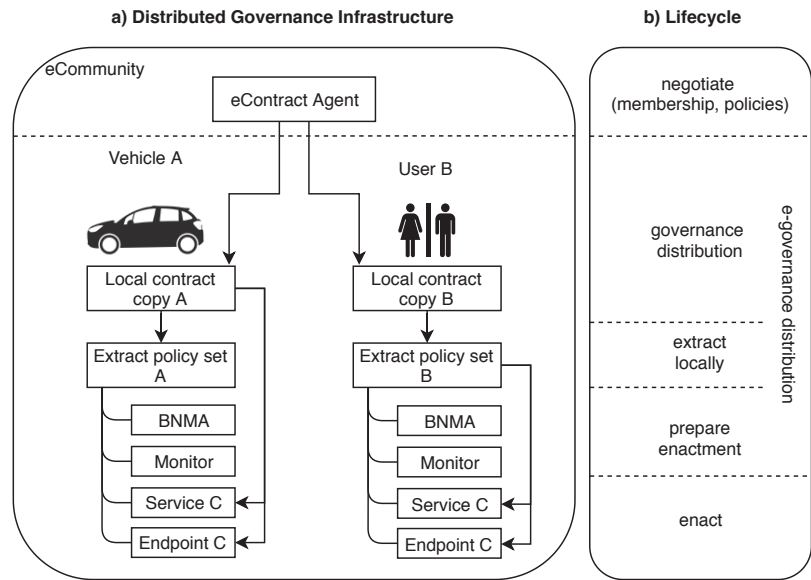 a) Distributed Governance Infrastructure
eCommunity
eContract Agent
Vehicle A
User B
Local contract
copy A
Local contract
copy B
Extract policy set
A
Extract policy set
B
BNMA
BNMA
Monitor
Monitor
Service C
Service C
Endpoint C
Endpoint C
b) Lifecycle
negotiate
(membership, policies)
governance
distribution
extract
locally
prepare
enactment
enact
e-governance distribution